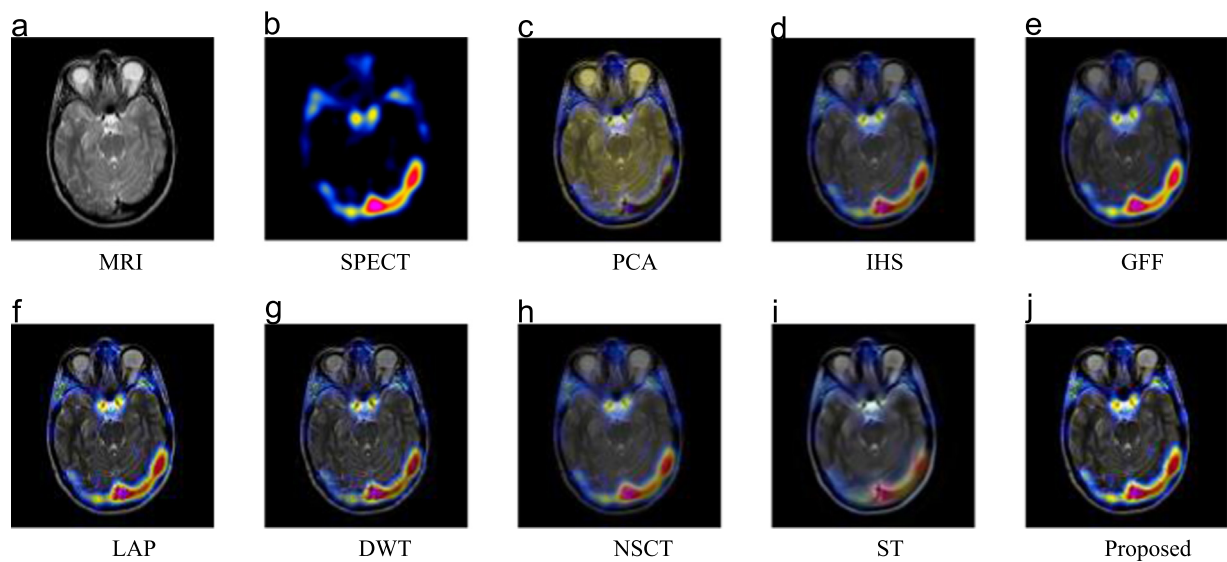 a b c d e
MRI SPECT PCA IHS GFF
f g h i j
LAP DWT NSCT ST Proposed